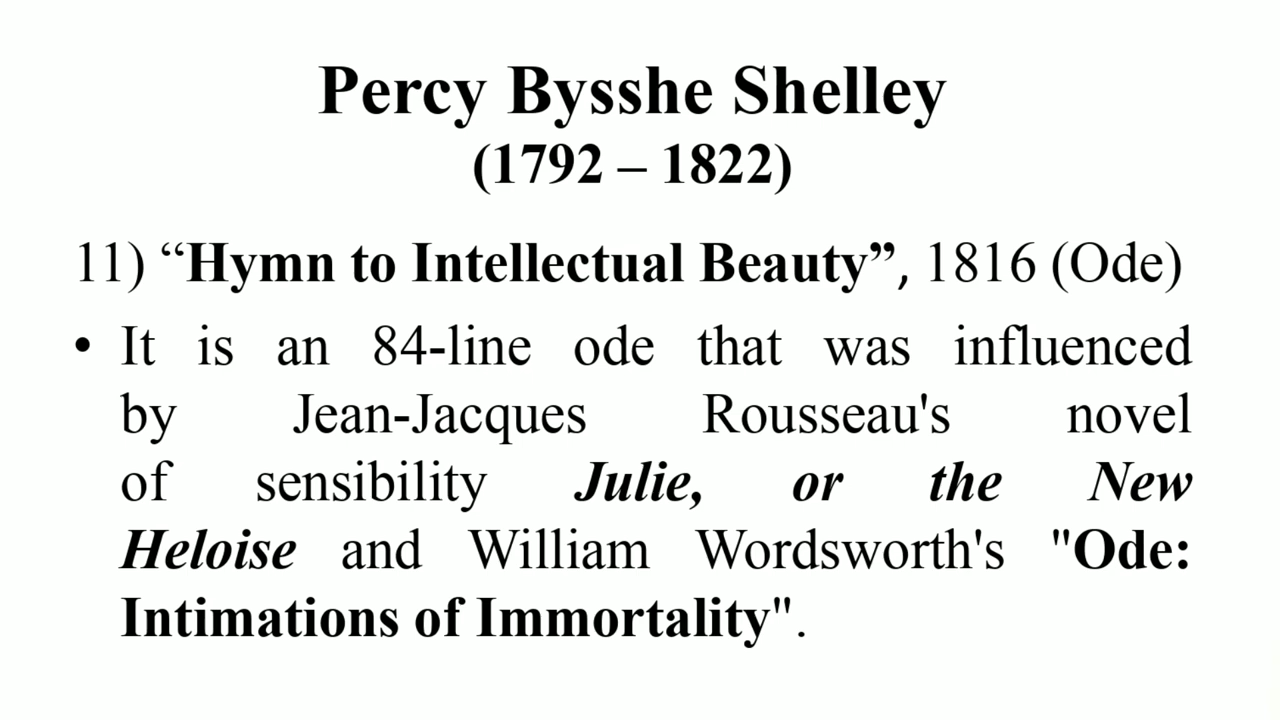 Percy Bysshe Shelley
(1792 – 1822)
11) “Hymn to Intellectual Beauty”, 1816 (Ode)
• It is an 84-line ode that was influenced
by Jean-Jacques Rousseau's novel
of sensibility Julie, or the New
Heloise and William Wordsworth's "Ode:
Intimations of Immortality".